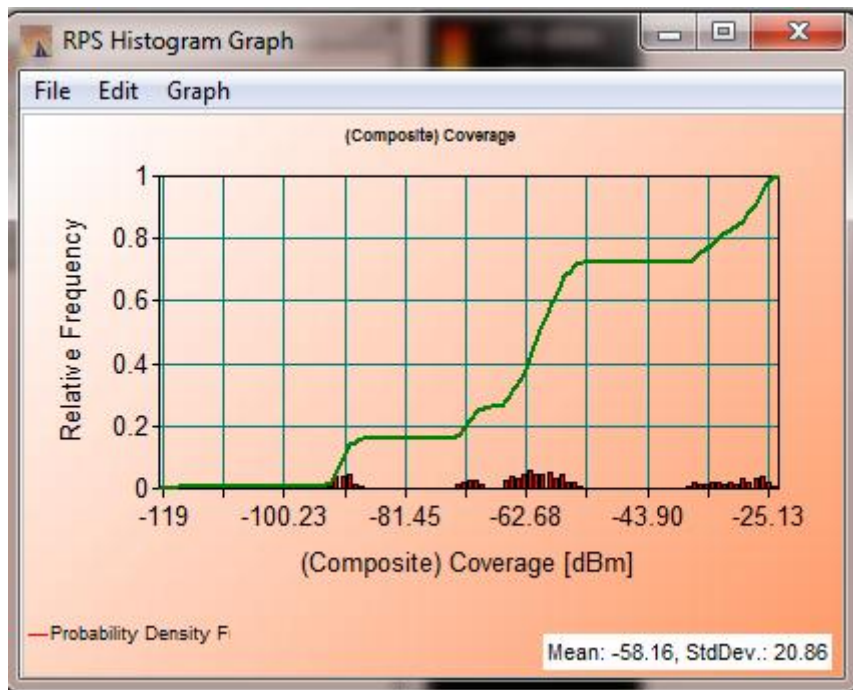 RPS Histogram Graph
File Edit Graph
(Composite) Coverage
Relative Frequency
1
0.8
0.6
0.4
0.2
0
-119 -100.23 -81.45 -62.68 -43.90 -25.13
(Composite) Coverage [dBm]
Probability Density F
Mean: -58.16, StdDev.: 20.86